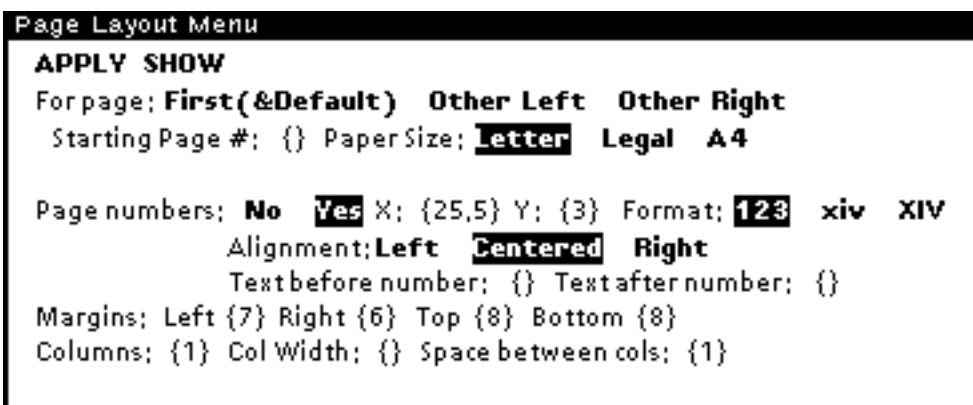 Page Layout Menu
APPLY SHOW
For page: First(&Default) Other Left Other Right
Starting Page #: {} Paper Size: Letter Legal A4
Page numbers: No Yes X: {25.5} Y: {3} Format: 123 xiv XIV
Alignment: Left Centered Right
Text before number: {} Text after number: {}
Margins: Left {7} Right {6} Top {8} Bottom {8}
Columns: {1} Col Width: {} Space between cols: {1}